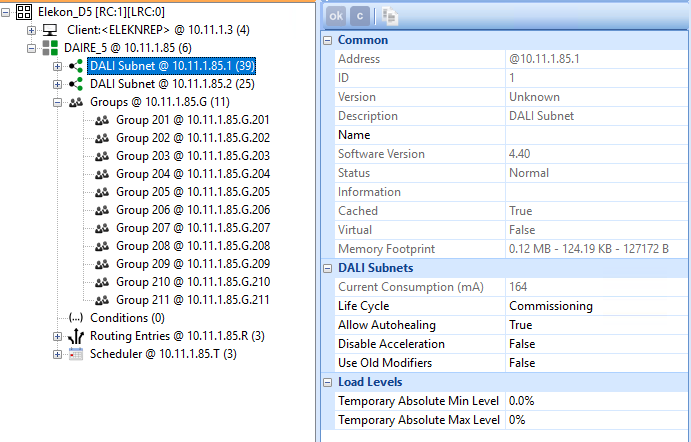 Elekon_D5 [RC:1][LRC:0]
Client:<ELEKNREP> @ 10.11.1.3 (4)
DAIRE_5 @ 10.11.1.85 (6)
DALI Subnet @ 10.11.1.85.1 (39)
DALI Subnet @ 10.11.1.85.2 (25)
Groups @ 10.11.1.85.G (11)
Group 201 @ 10.11.1.85.G.201
Group 202 @ 10.11.1.85.G.202
Group 203 @ 10.11.1.85.G.203
Group 204 @ 10.11.1.85.G.204
Group 205 @ 10.11.1.85.G.205
Group 206 @ 10.11.1.85.G.206
Group 207 @ 10.11.1.85.G.207
Group 208 @ 10.11.1.85.G.208
Group 209 @ 10.11.1.85.G.209
Group 210 @ 10.11.1.85.G.210
Group 211 @ 10.11.1.85.G.211
(...) Conditions (0)
Routing Entries @ 10.11.1.85.R (3)
Scheduler @ 10.11.1.85.T (3)
ok c
Common
Address @10.11.1.85.1
ID 1
Version Unknown
Description DALI Subnet
Name
Software Version 4.40
Status Normal
Information
Cached True
Virtual False
Memory Footprint 0.12 MB - 124.19 KB - 127172 B
DALI Subnets
Current Consumption (mA) 164
Life Cycle Commissioning
Allow Autohealing True
Disable Acceleration False
Use Old Modifiers False
Load Levels
Temporary Absolute Min Level 0.0%
Temporary Absolute Max Level 0%